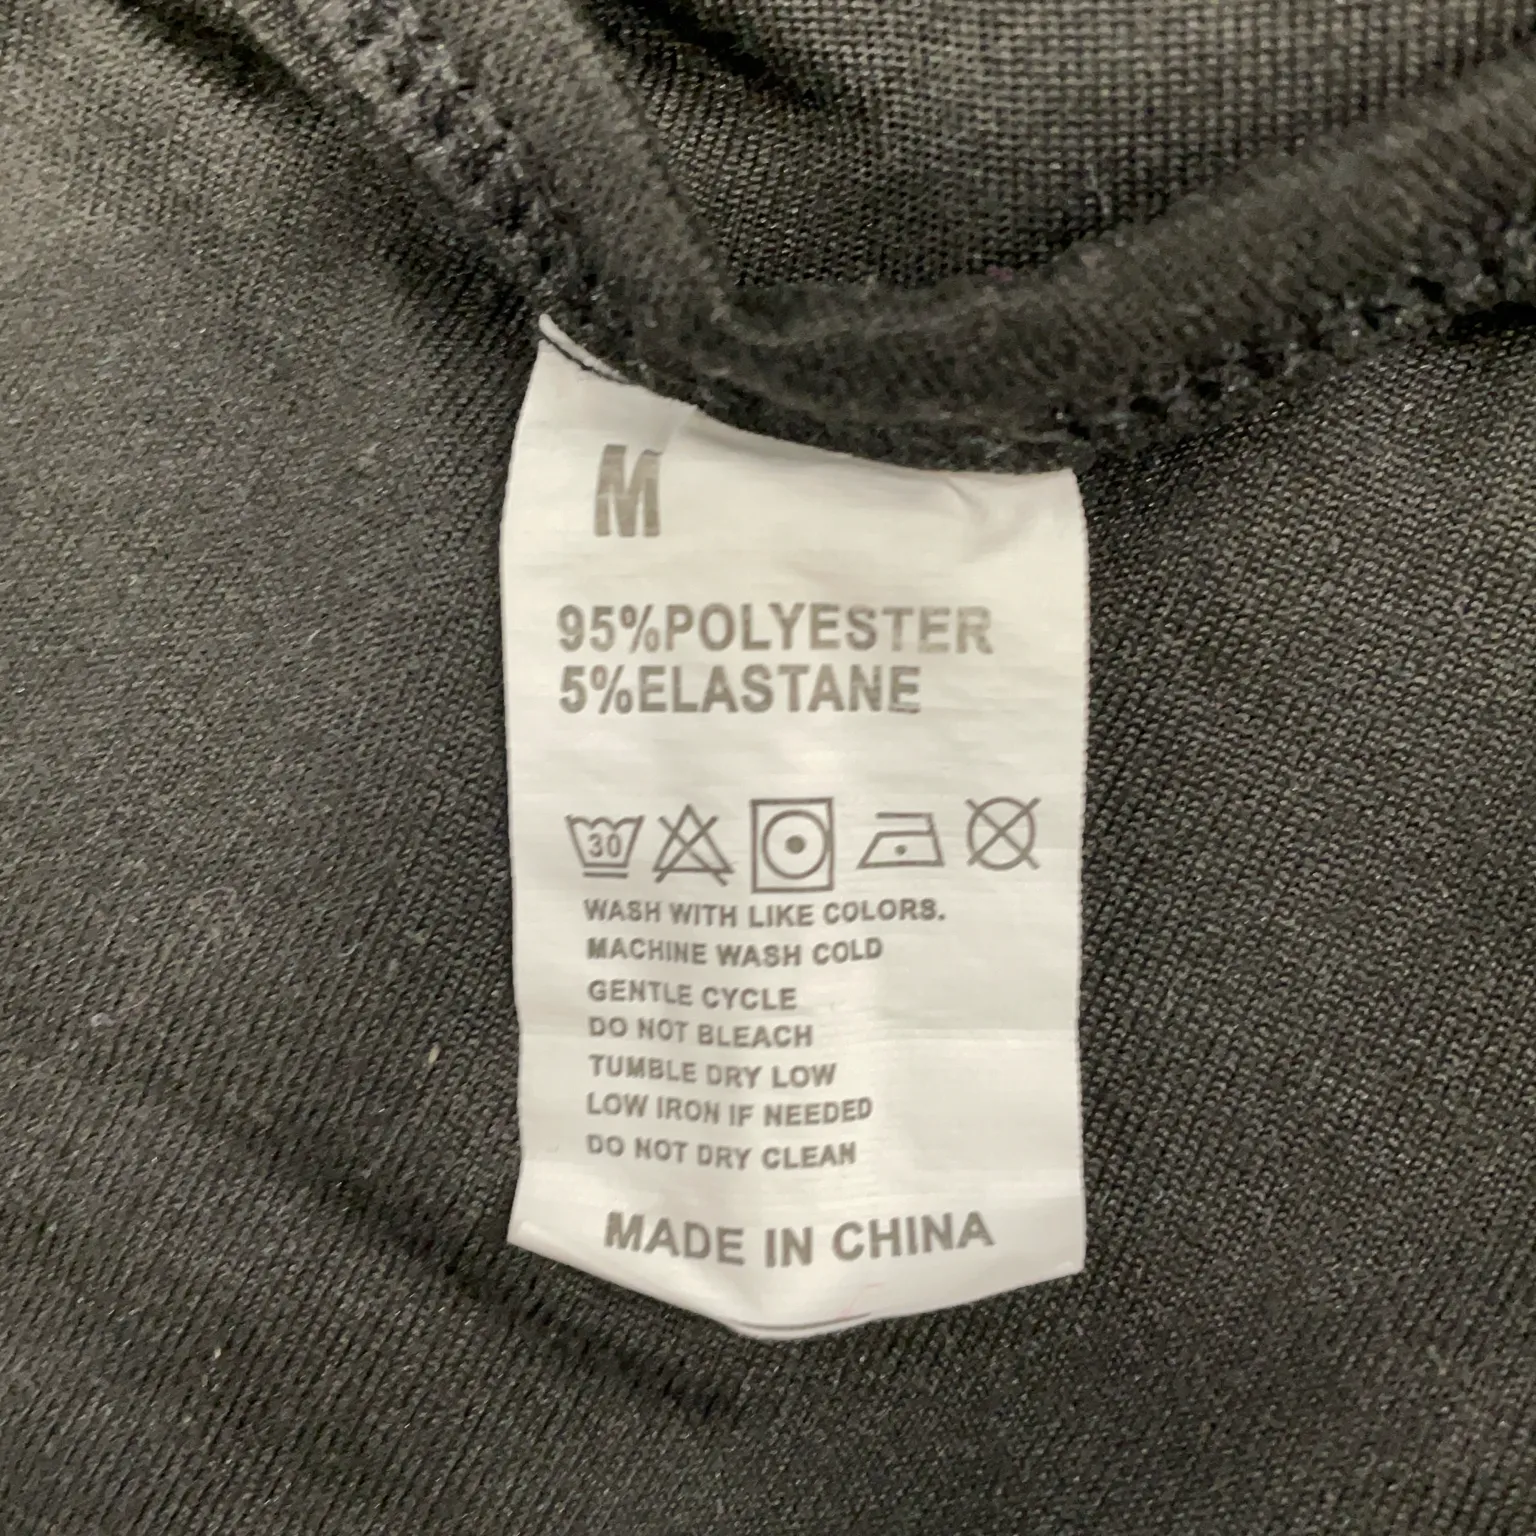 M
95%POLYESTER
5%ELASTANE
30
WASH WITH LIKE COLORS.
MACHINE WASH COLD
GENTLE CYCLE
DO NOT BLEACH
TUMBLE DRY LOW
LOW IRON IF NEEDED
DO NOT DRY CLEAN
MADE IN CHINA